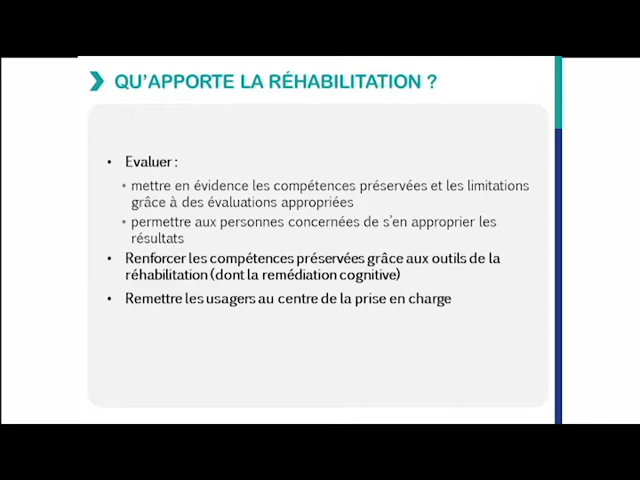 QU'APPORTE LA RÉHABILITATION ?
• Evaluer :
• mettre en évidence les compétences préservées et les limitations
grâce à des évaluations appropriées
• permettre aux personnes concernées de s'en approprier les
résultats
• Renforcer les compétences préservées grâce aux outils de la
réhabilitation (dont la remédiation cognitive)
• Remettre les usagers au centre de la prise en charge